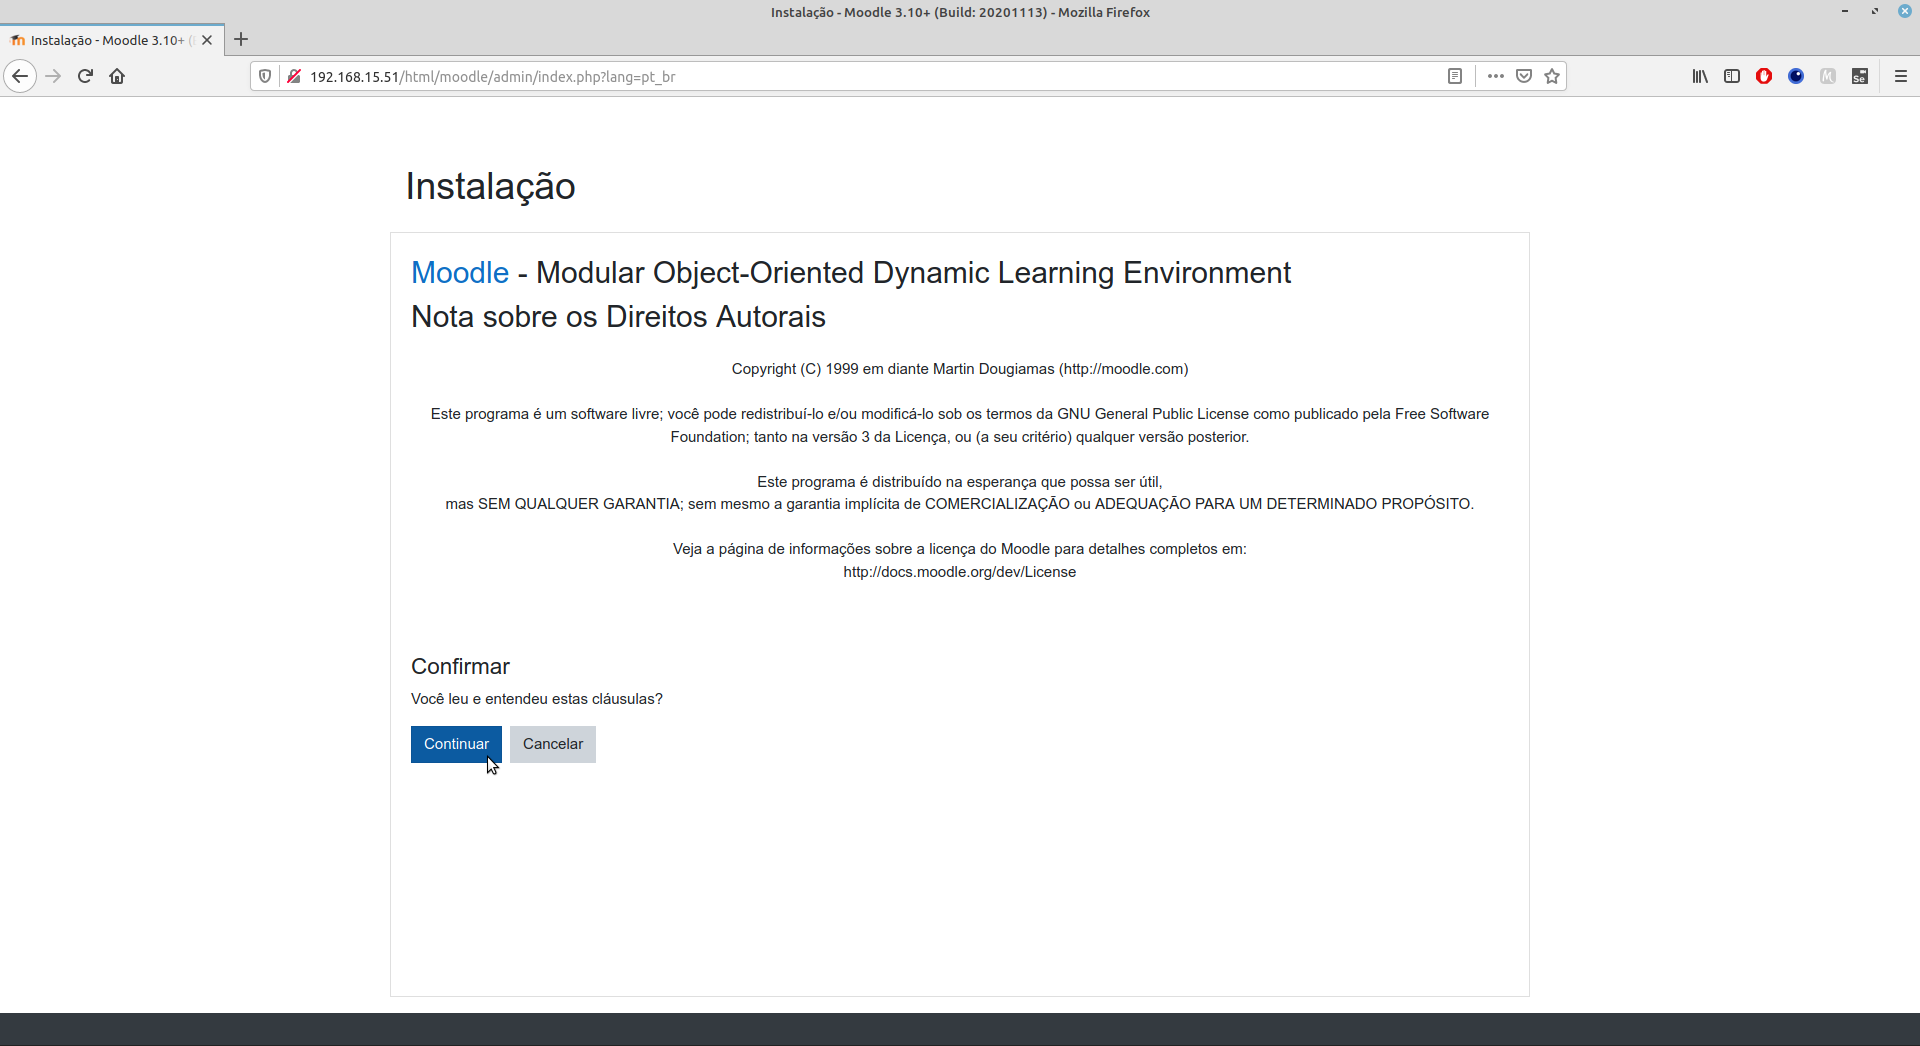 Instalação - Moodle 3.10+ (Build: 20201113) - Mozilla Firefox
Instalação - Moodle 3.10+ (
192.168.15.51/html/moodle/admin/index.php?lang=pt_br
Se
Instalação
Moodle - Modular Object-Oriented Dynamic Learning Environment
Nota sobre os Direitos Autorais
Copyright (C) 1999 em diante Martin Dougiamas (http://moodle.com)
Este programa é um software livre; você pode redistribuí-lo e/ou modificá-lo sob os termos da GNU General Public License como publicado pela Free Software
Foundation; tanto na versão 3 da Licença, ou (a seu critério) qualquer versão posterior.
Este programa é distribuído na esperança que possa ser útil,
mas SEM QUALQUER GARANTIA; sem mesmo a garantia implícita de COMERCIALIZAÇÃO ou ADEQUAÇÃO PARA UM DETERMINADO PROPÓSITO.
Veja a página de informações sobre a licença do Moodle para detalhes completos em:
http://docs.moodle.org/dev/License
Confirmar
Você leu e entendeu estas cláusulas?
Continuar Cancelar